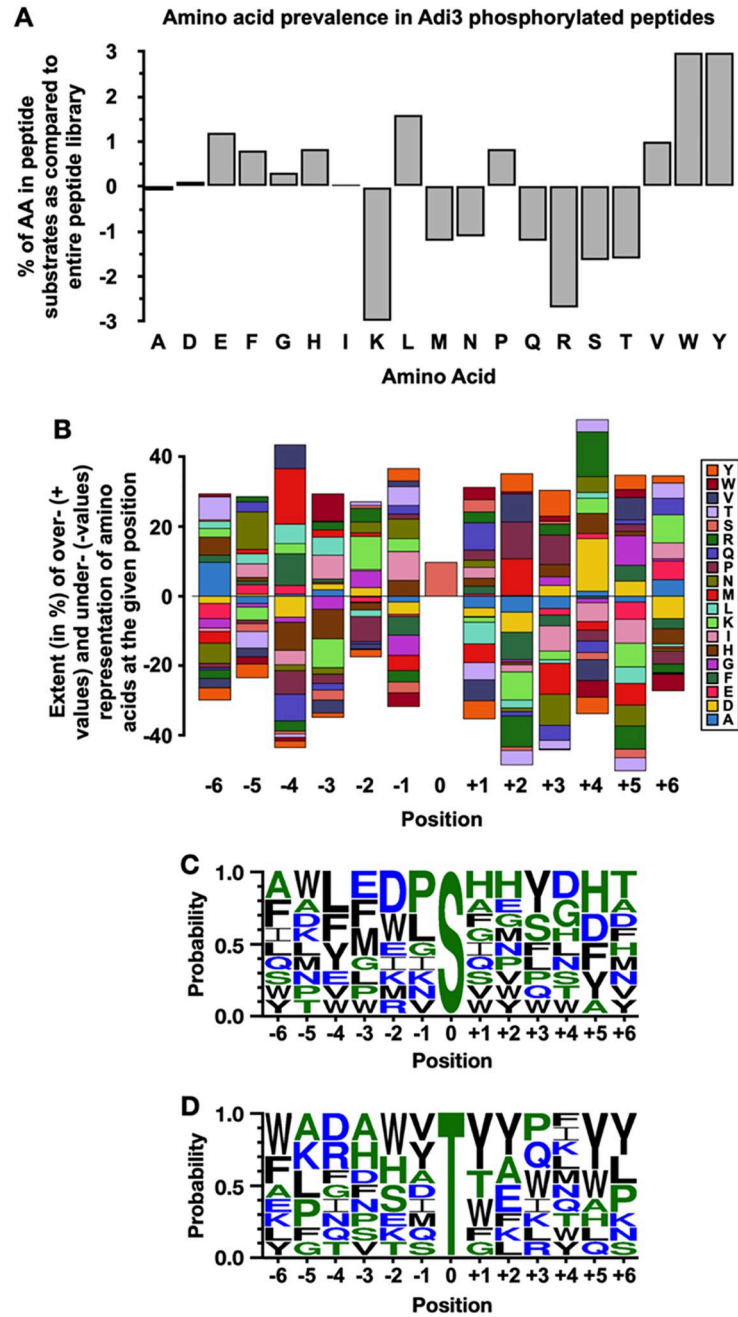 A
Amino acid prevalence in Adi3 phosphorylated peptides
% of AA in peptide
substrates as compared to
entire peptide library
3
2
1
0
-1
-2
-3
A D E F G H I K L M N P Q R S T V W Y
Amino Acid
B
Extent (in %) of over- (+
values) and under- (-values)
representation of amino
acids at the given position
40
20
0
-20
-40
-6 -5 -4 -3 -2 -1 0 +1 +2 +3 +4 +5 +6
Position
Y
W
V
T
S
R
Q
P
N
M
L
K
I
H
G
F
E
D
A
C
Probability
1.0
0.5
0.0
A W L E D P S H H Y D H T
-6 -5 -4 -3 -2 -1 0 +1 +2 +3 +4 +5 +6
Position
D
Probability
1.0
0.5
0.0
W A D A W V T Y Y P F V Y
-6 -5 -4 -3 -2 -1 0 +1 +2 +3 +4 +5 +6
Position